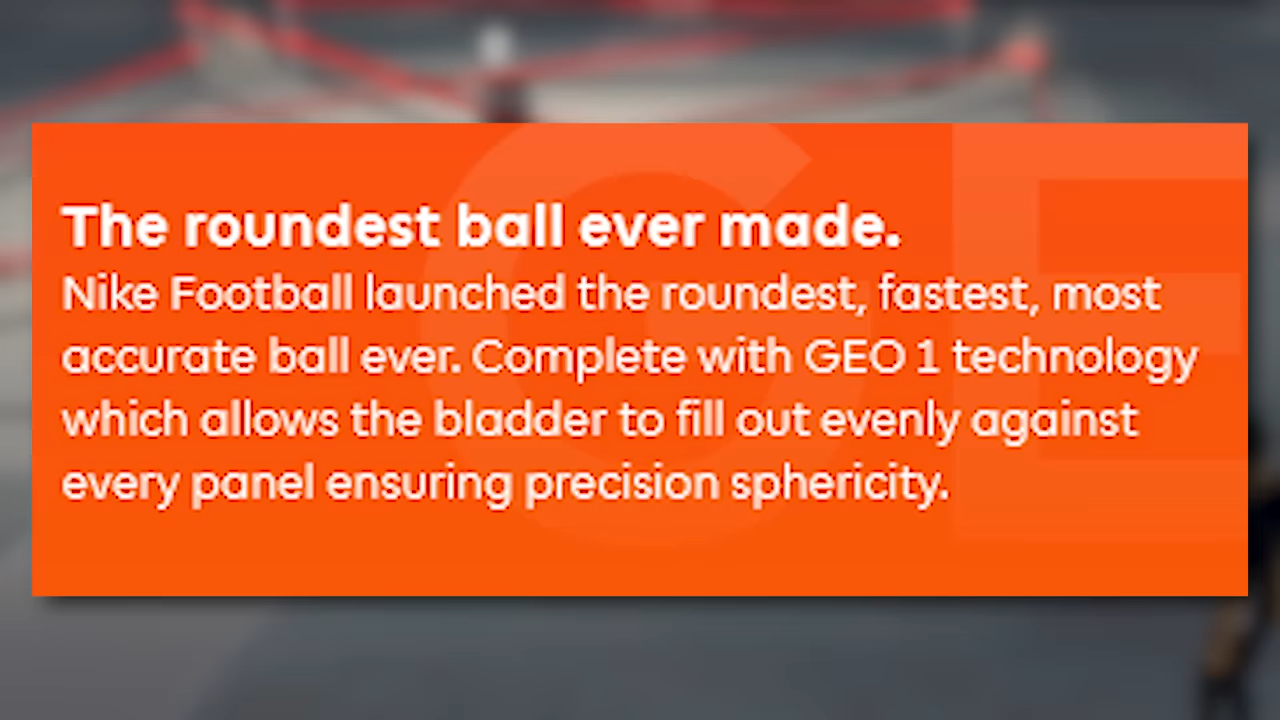 The roundest ball ever made.
Nike Football launched the roundest, fastest, most
accurate ball ever. Complete with GEO 1 technology
which allows the bladder to fill out evenly against
every panel ensuring precision sphericity.